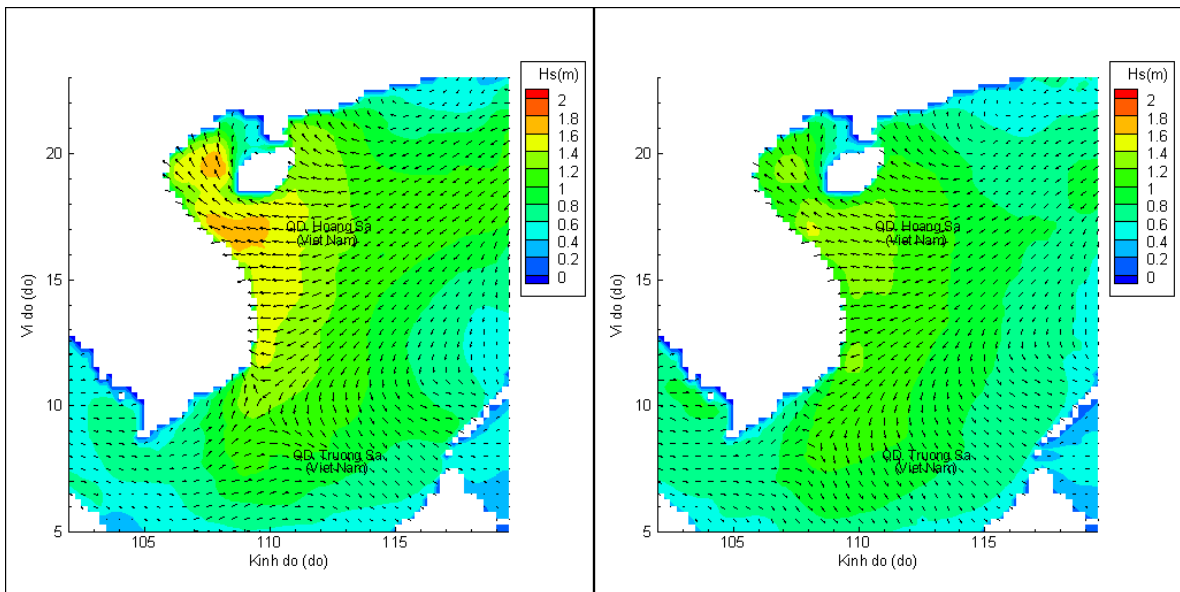 Hs(m)
2
1.8
1.6
1.4
1.2
1
0.8
0.6
0.4
0.2
0
20
15
10
5
Vi do (do)
105
110
115
Kinh do (do)
QD. Hoang Sa
(Viet Nam)
QD. Truong Sa
(Viet Nam)
Hs(m)
2
1.8
1.6
1.4
1.2
1
0.8
0.6
0.4
0.2
0
20
15
10
5
Vi do (do)
105
110
115
Kinh do (do)
QD. Hoang Sa
(Viet Nam)
QD. Truong Sa
(Viet Nam)